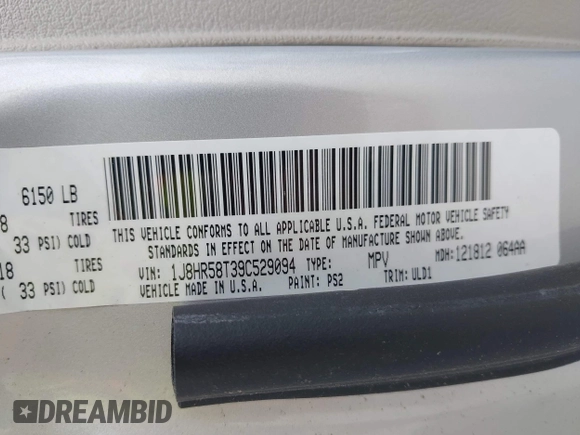 6150 LB
8 TIRES
33 PSI) COLD
18 TIRES
( 33 PSI) COLD
THIS VEHICLE CONFORMS TO ALL APPLICABLE U.S.A. FEDERAL MOTOR VEHICLE SAFETY
STANDARDS IN EFFECT ON THE DATE OF MANUFACTURE SHOWN ABOVE.
VIN: 1J8HR58T39C529094 TYPE: MPV MDH: 121812 064AA
VEHICLE MADE IN U.S.A. PAINT: PS2 TRIM: ULD1
DREAMBID